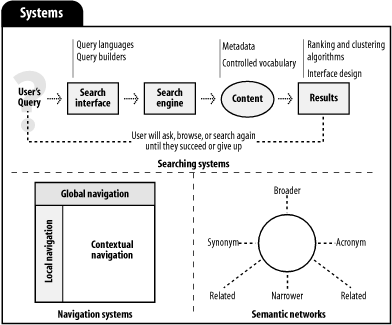 Systems
Query languages
Query builders
Metadata
Controlled vocabulary
Ranking and clustering
algorithms
Interface design
?
User's
Query
Search
interface
Search
engine
Content
Results
User will ask, browse, or search again
until they succeed or give up
Searching systems
Global navigation
Local navigation
Contextual
navigation
Navigation systems
Broader
Synonym
Acronym
Related
Narrower
Related
Semantic networks